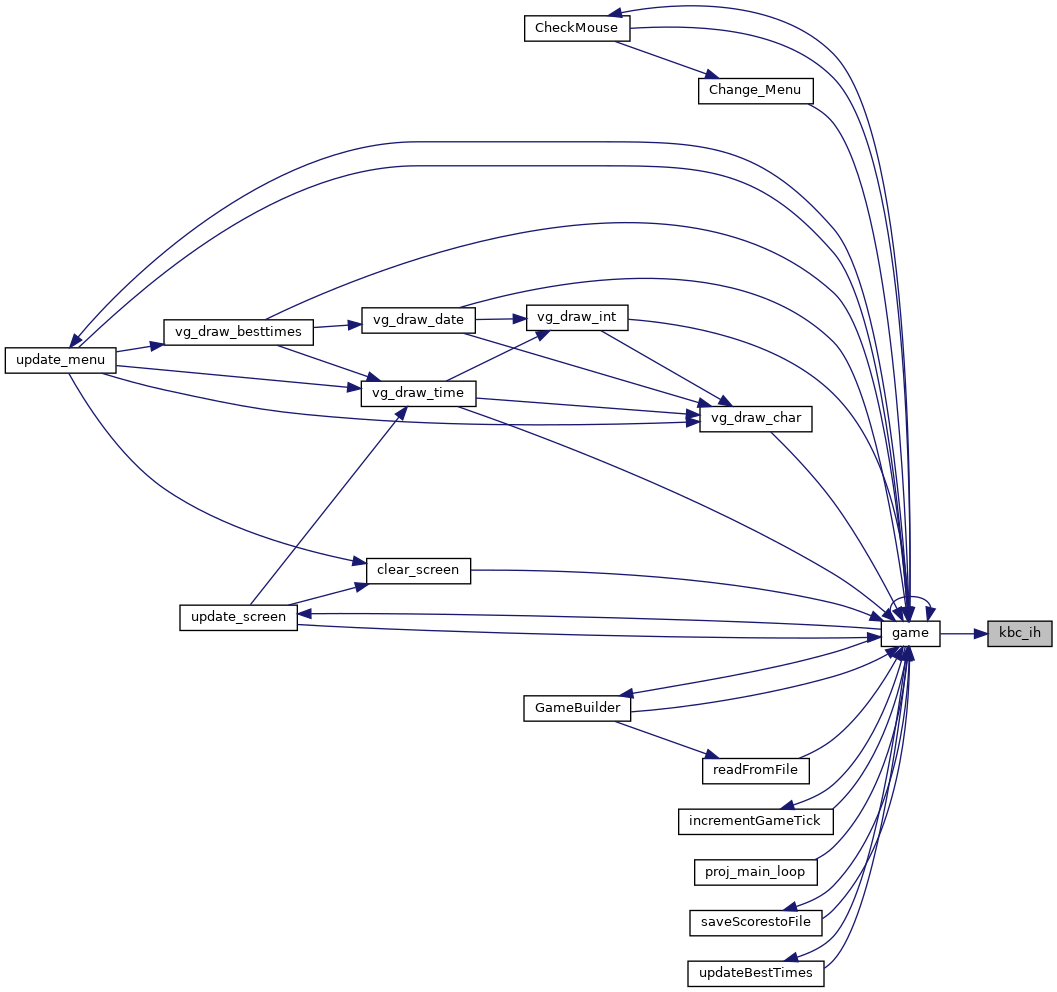 CheckMouse
Change_Menu
vg_draw_int
vg_draw_date
vg_draw_besttimes
update_menu
vg_draw_time
vg_draw_char
clear_screen
update_screen
game
kbc_ih
GameBuilder
readFromFile
incrementGameTick
proj_main_loop
saveScorestoFile
updateBestTimes